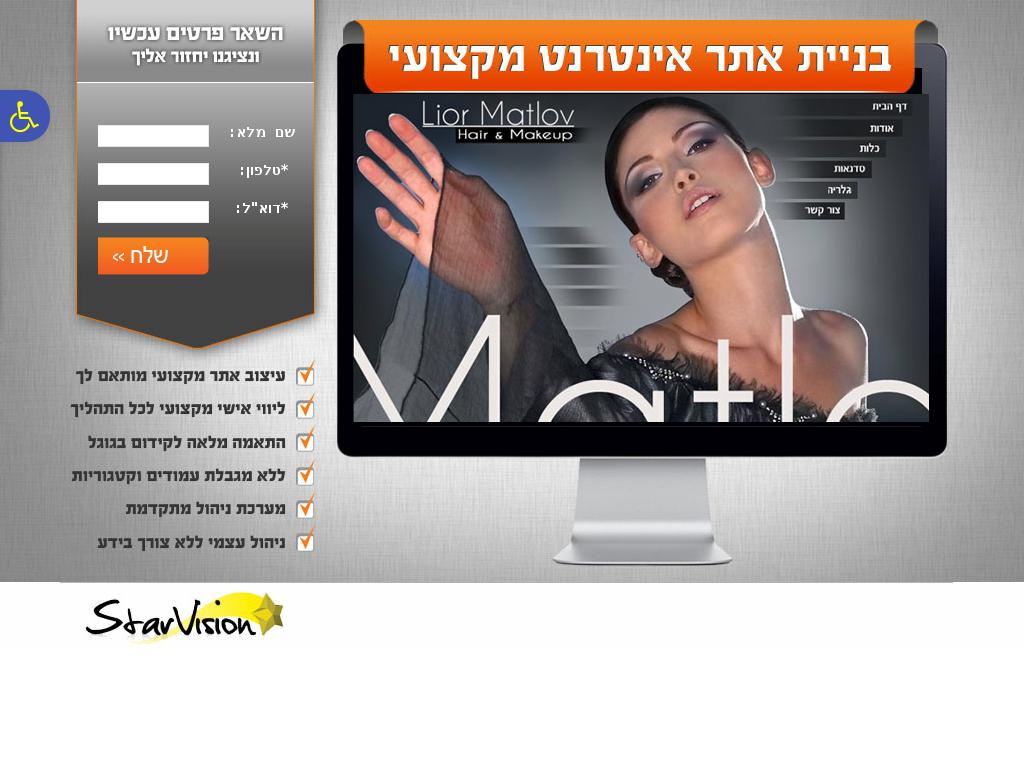 השאר פרטים עכשיו
ונציגנו יחזור אליך
שם מלא:
*טלפון:
*דוא"ל:
שלח >>
עיצוב אתר מקצועי מותאם לך
ליווי אישי מקצועי לכל התהליך
התאמה מלאה לקידום בגוגל
ללא מגבלת עמודים וקטגוריות
מערכת ניהול מתקדמת
ניהול עצמי ללא צורך בידע
בניית אתר אינטרנט מקצועי
Lior Matlov
Hair & Makeup
דף הבית
אודות
כלות
סדנאות
גלריה
צור קשר
Matlo
StarVision